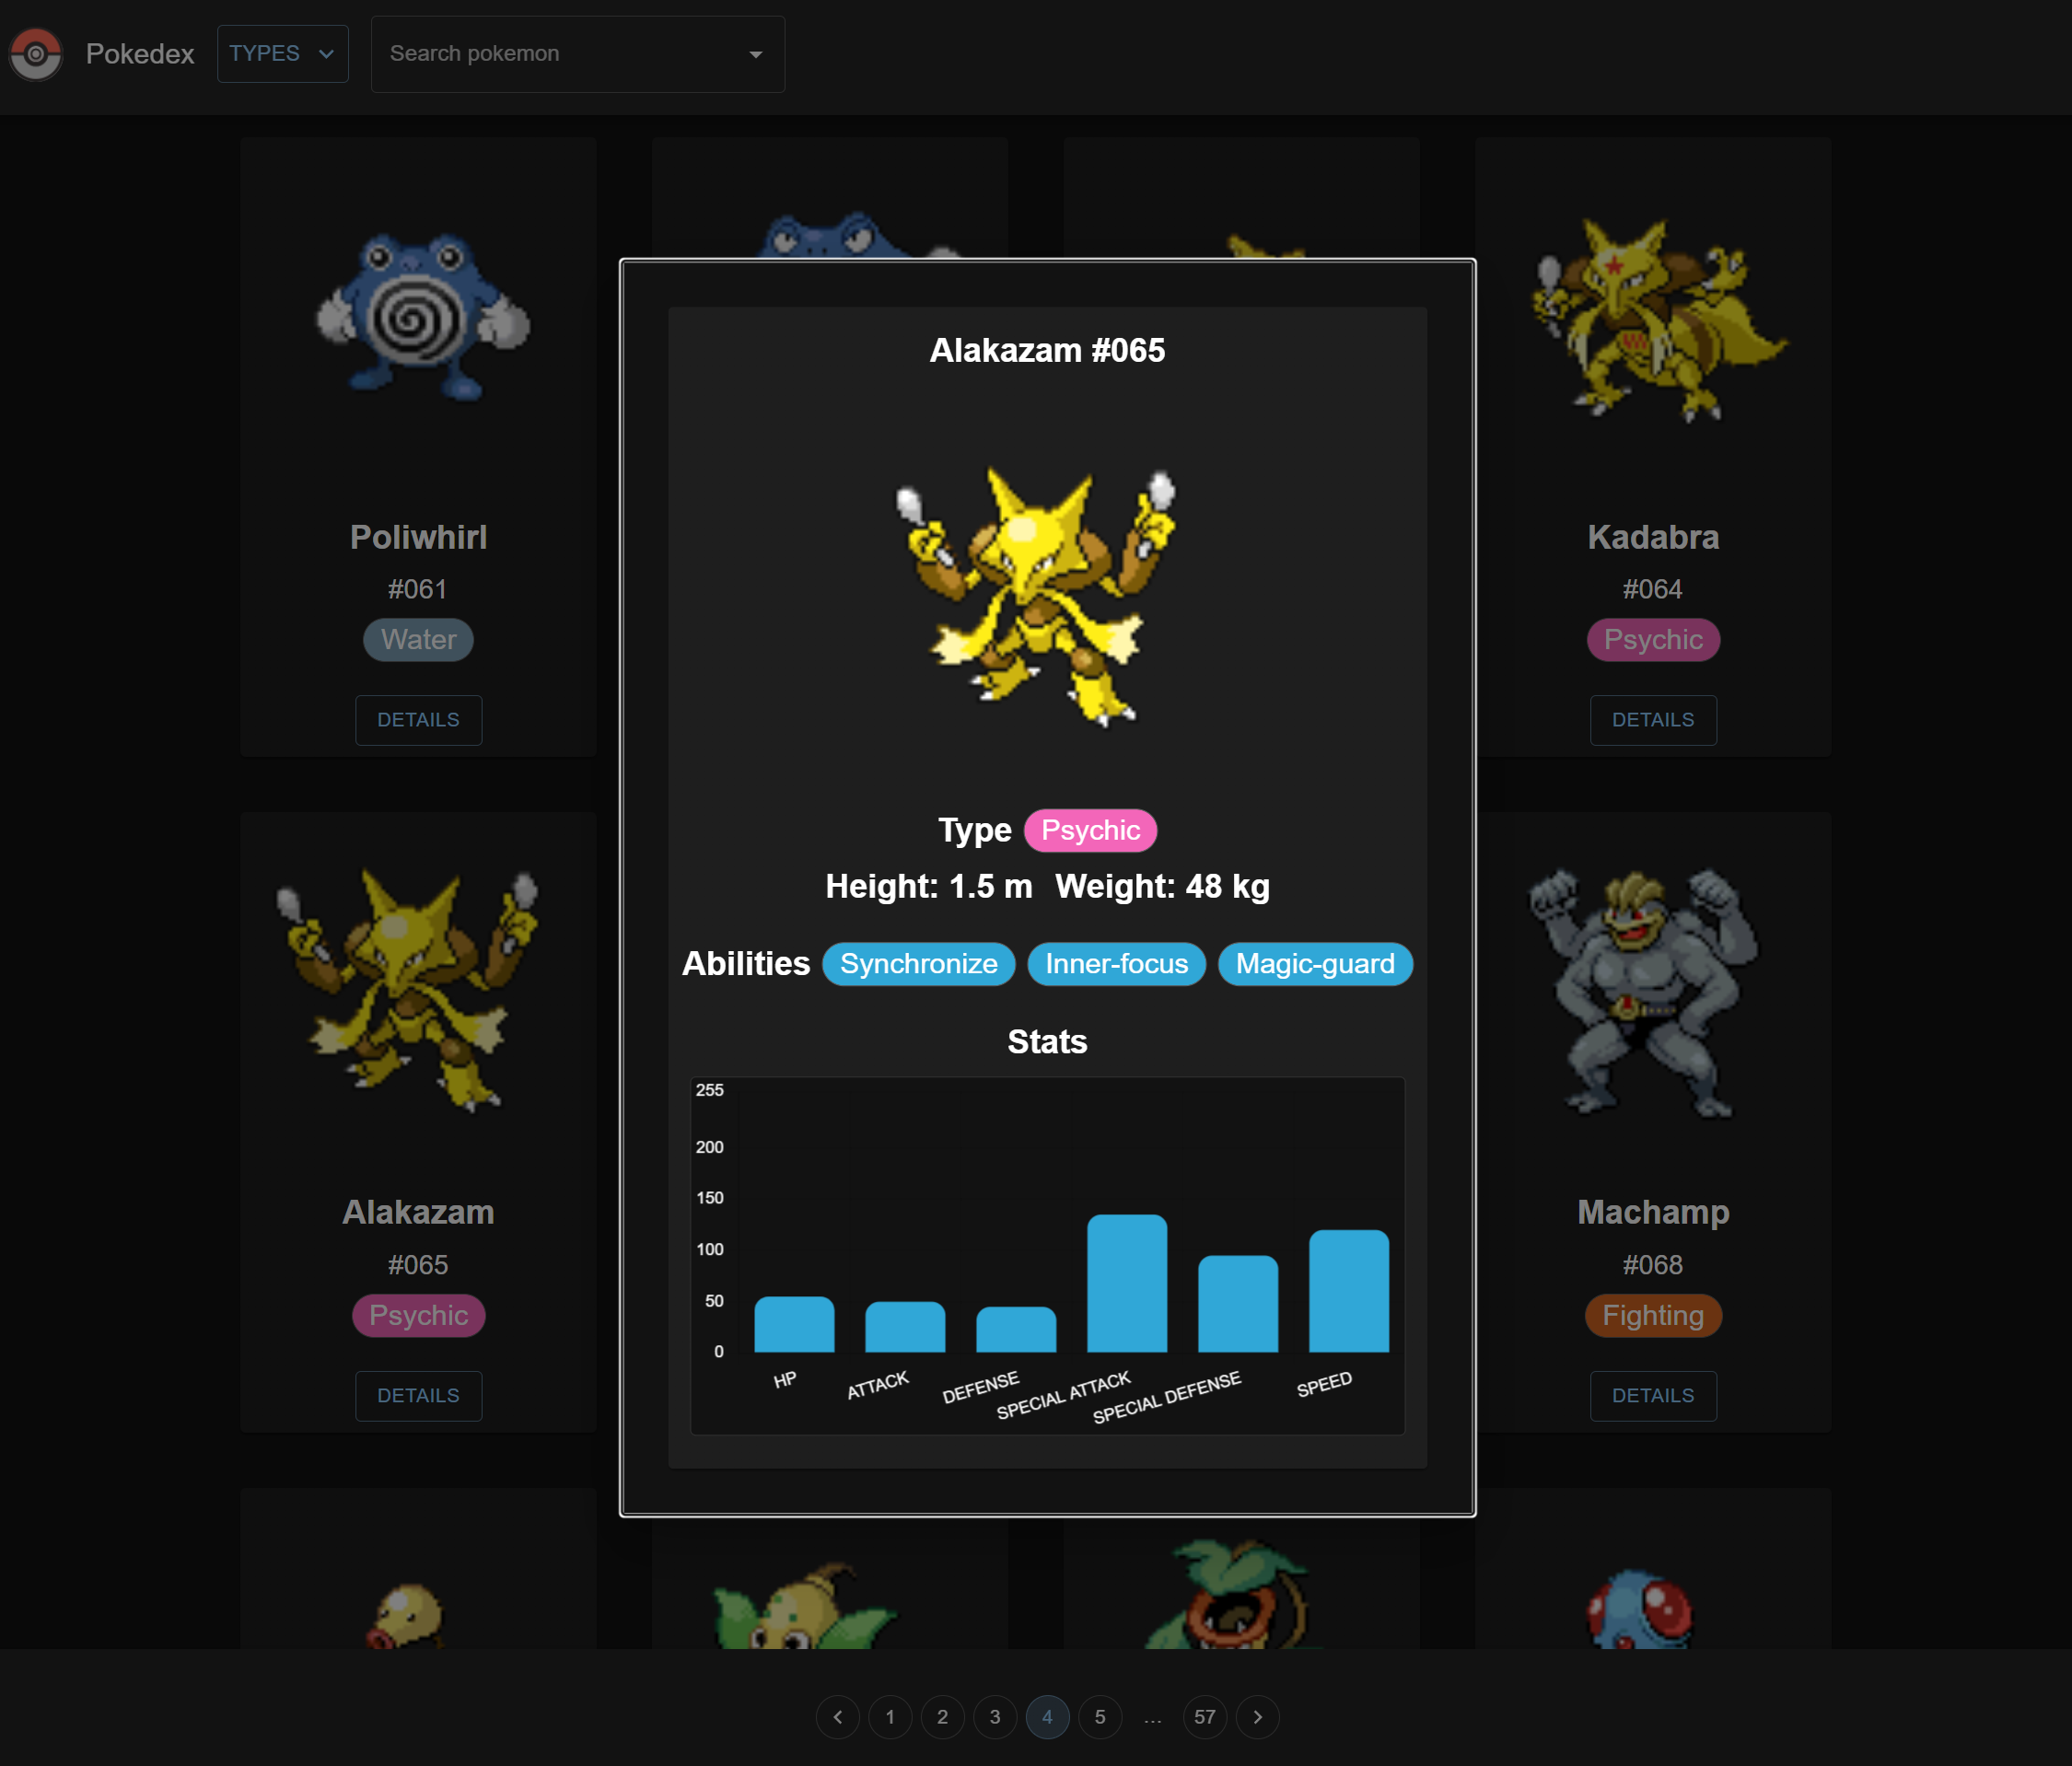 Pokedex
TYPES
Search pokemon
Poliwhirl
#061
Water
DETAILS
Kadabra
#064
Psychic
DETAILS
Alakazam #065
Type Psychic
Height: 1.5 m Weight: 48 kg
Abilities Synchronize Inner-focus Magic-guard
Stats
255
200
150
100
50
0
HP
ATTACK
DEFENSE
SPECIAL ATTACK
SPECIAL DEFENSE
SPEED
Alakazam
#065
Psychic
DETAILS
Machamp
#068
Fighting
DETAILS
1 2 3 4 5 ... 57